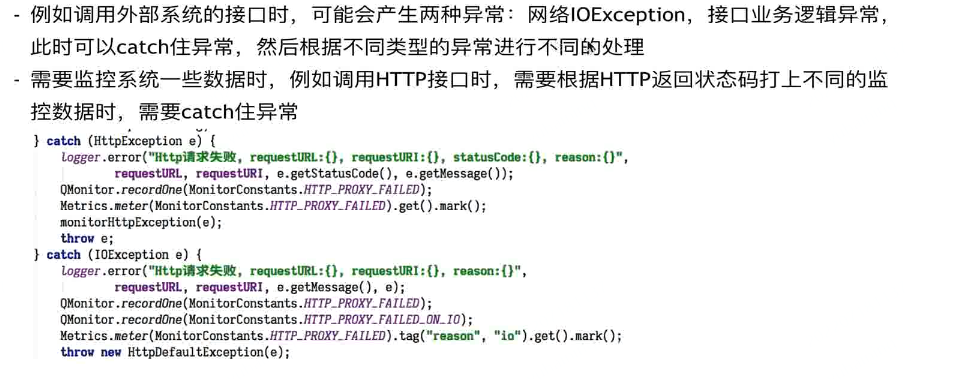 - 例如调用外部系统的接口时，可能会产生两种异常：网络IOException，接口业务逻辑异常，
此时可以catch住异常，然后根据不同类型的异常进行不同的处理
- 需要监控系统一些数据时，例如调用HTTP接口时，需要根据HTTP返回状态码打上不同的监
控数据时，需要catch住异常
} catch (HttpException e) {
logger.error("Http请求失败, requestURL:{}, requestURI:{}, statusCode:{}, reason:{}",
requestURL, requestURI, e.getStatusCode(), e.getMessage());
QMonitor.recordOne(MonitorConstants.HTTP_PROXY_FAILED);
Metrics.meter(MonitorConstants.HTTP_PROXY_FAILED).get().mark();
monitorHttpException(e);
throw e;
} catch (IOException e) {
logger.error("Http请求失败, requestURL:{}, requestURI:{}, reason:{}",
requestURL, requestURI, e.getMessage(), e);
QMonitor.recordOne(MonitorConstants.HTTP_PROXY_FAILED);
QMonitor.recordOne(MonitorConstants.HTTP_PROXY_FAILED_ON_IO);
Metrics.meter(MonitorConstants.HTTP_PROXY_FAILED).tag("reason", "io").get().mark();
throw new HttpDefaultException(e);